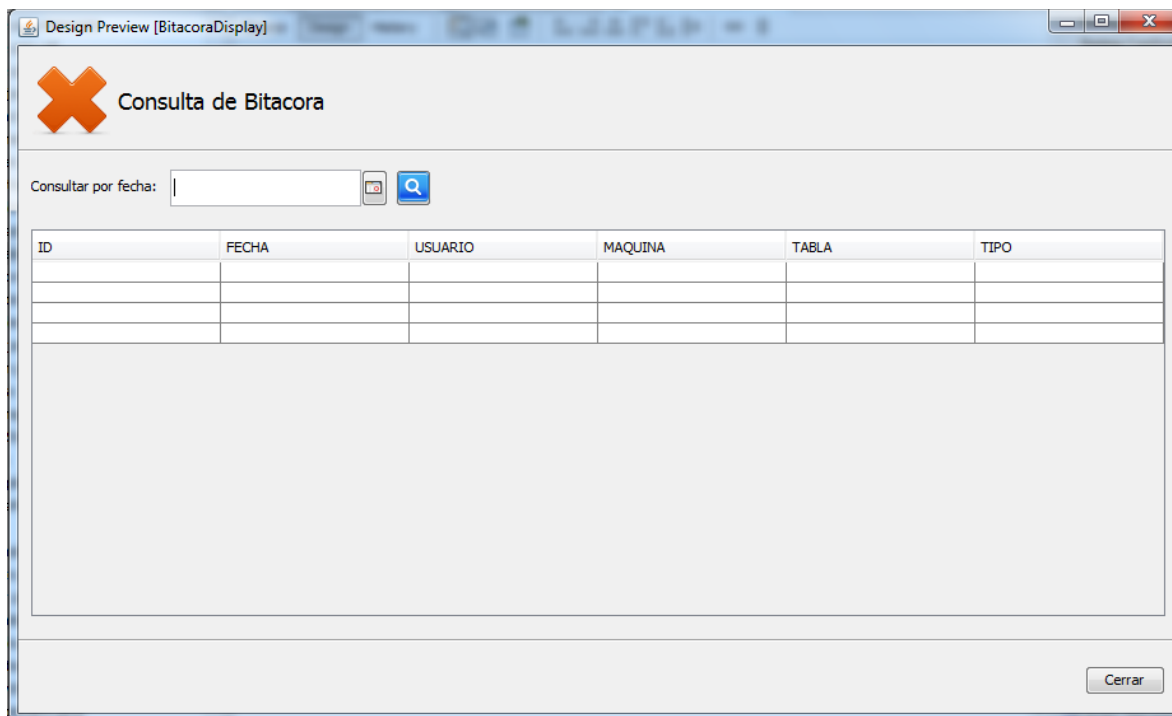 Design Preview [BitacoraDisplay]
Consulta de Bitacora
Consultar por fecha:
ID FECHA USUARIO MAQUINA TABLA TIPO
Cerrar